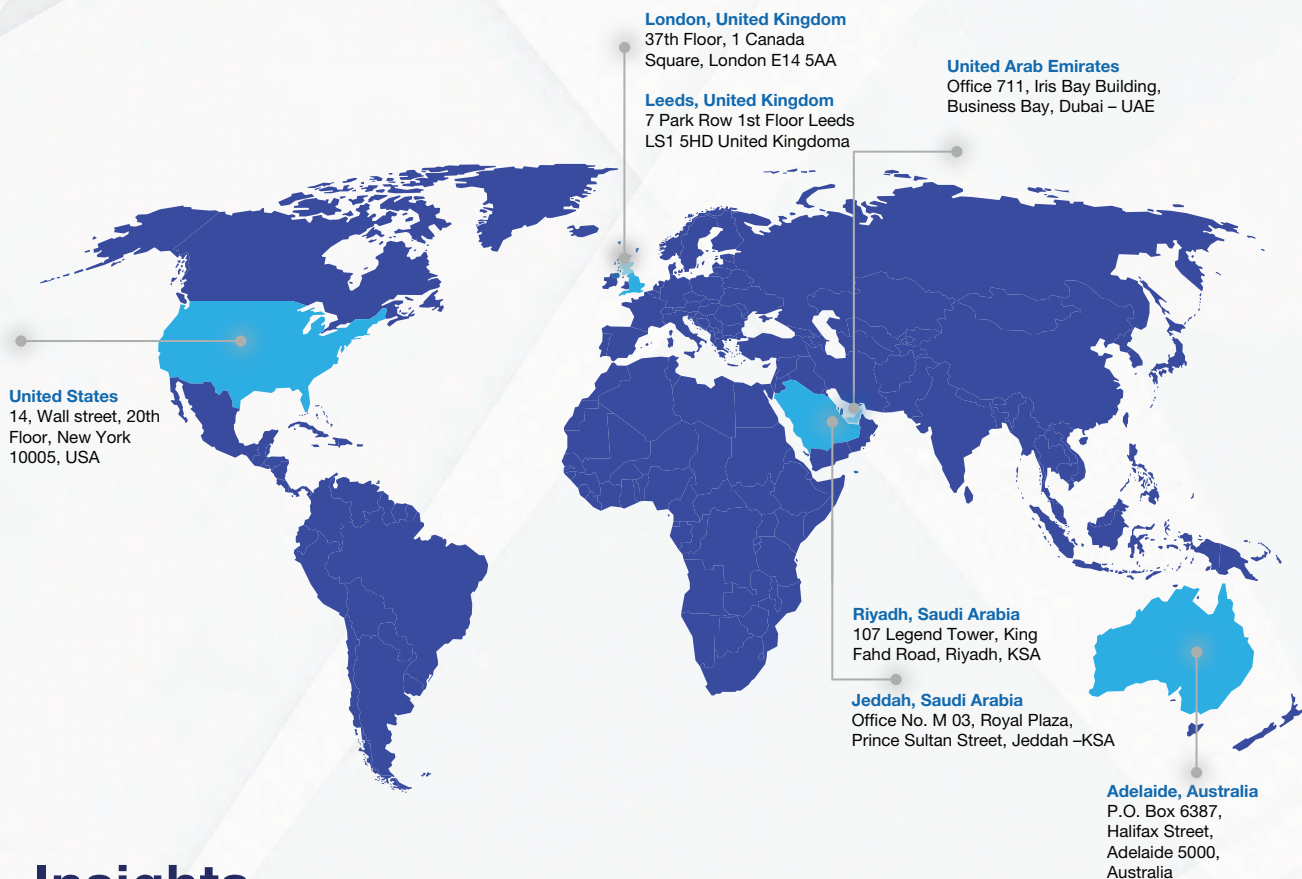 London, United Kingdom
37th Floor, 1 Canada
Square, London E14 5AA
Leeds, United Kingdom
7 Park Row 1st Floor Leeds
LS1 5HD United Kingdoma
United Arab Emirates
Office 711, Iris Bay Building,
Business Bay, Dubai – UAE
United States
14, Wall street, 20th
Floor, New York
10005, USA
Riyadh, Saudi Arabia
107 Legend Tower, King
Fahd Road, Riyadh, KSA
Jeddah, Saudi Arabia
Office No. M 03, Royal Plaza,
Prince Sultan Street, Jeddah –KSA
Adelaide, Australia
P.O. Box 6387,
Halifax Street,
Adelaide 5000,
Australia
Insights